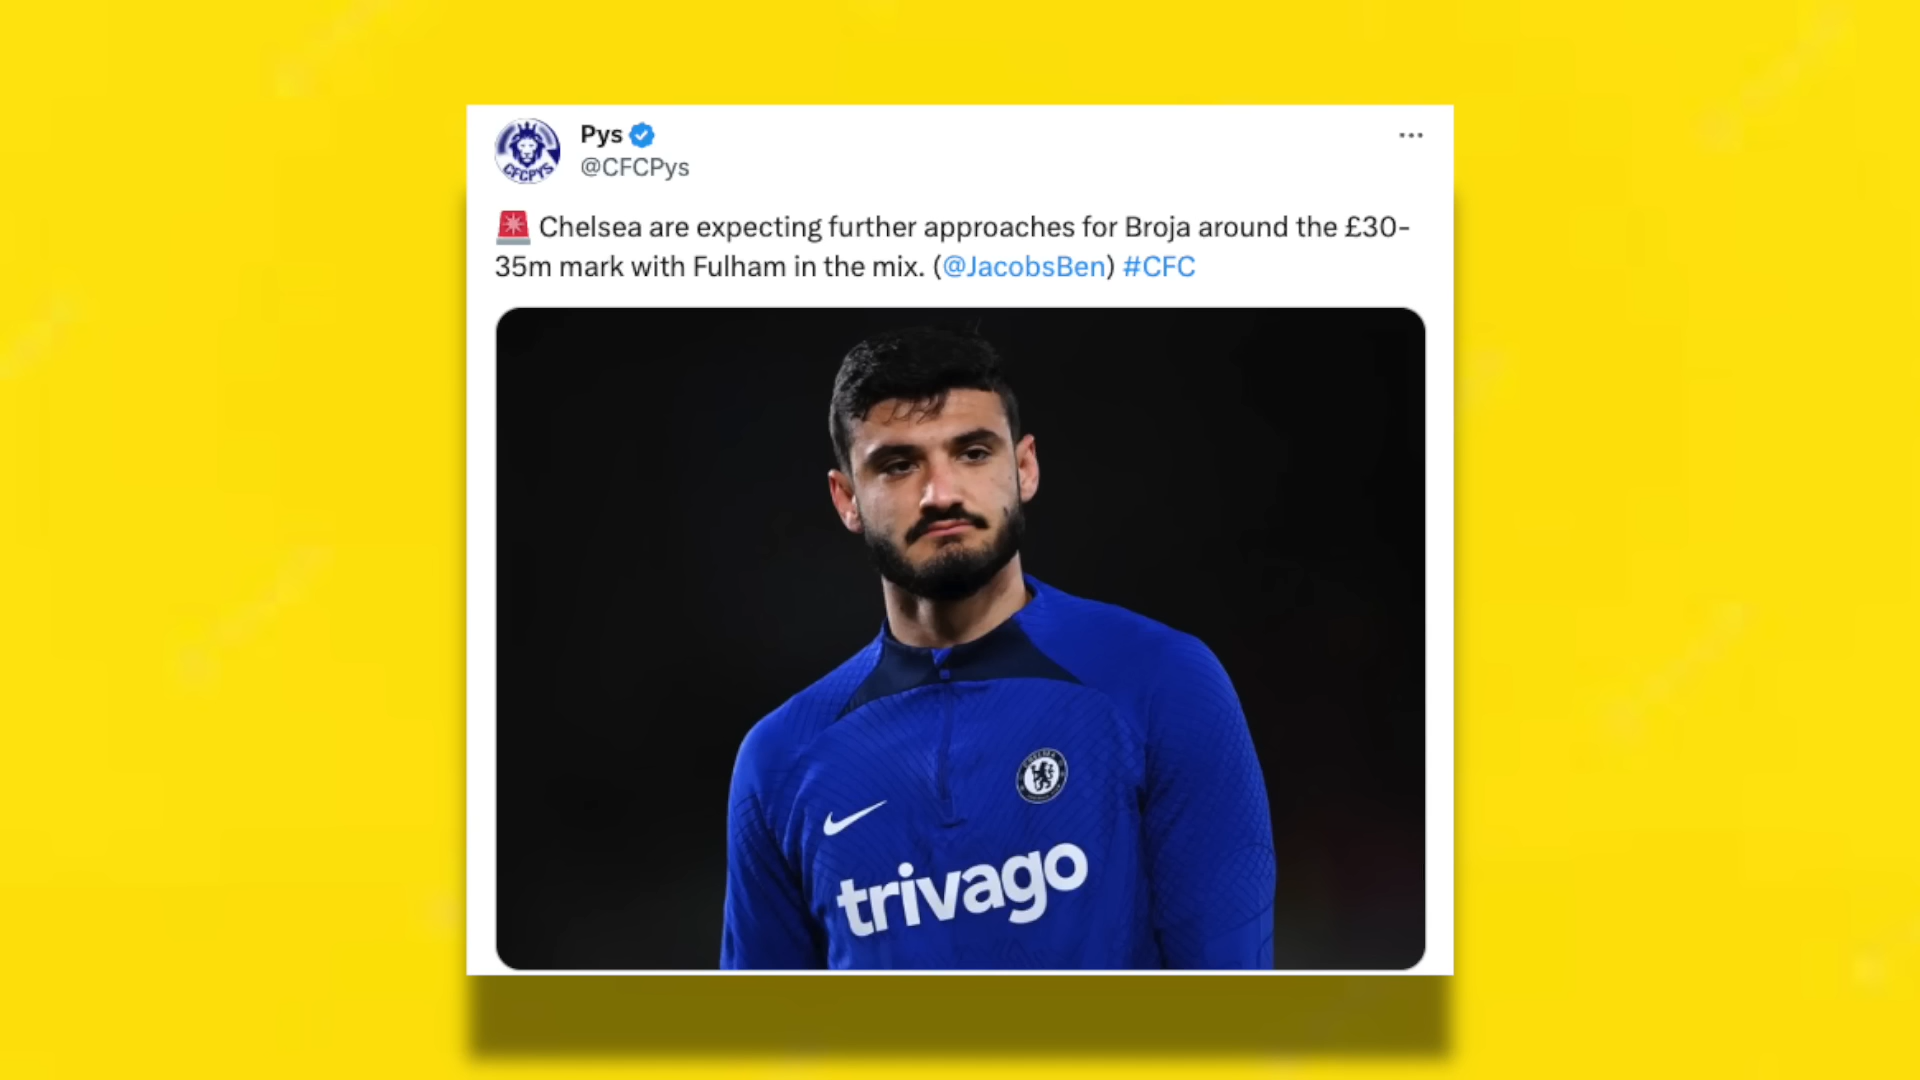 Pys
@CFCPys
CFCPYS
🚨 Chelsea are expecting further approaches for Broja around the £30-
35m mark with Fulham in the mix. (@JacobsBen) #CFC
trivago